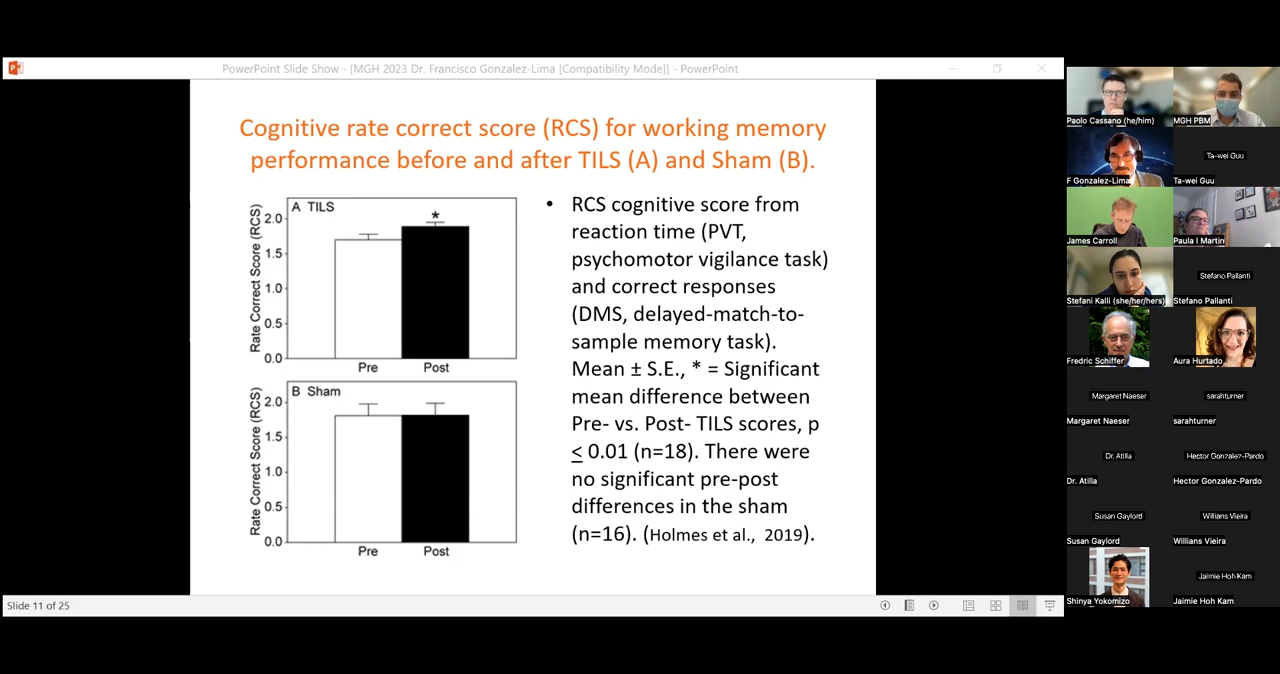 PowerPoint Slide Show - [MGH 2023 Dr. Francisco Gonzalez-Lima [Compatibility Mode]] - PowerPoint
Cognitive rate correct score (RCS) for working memory
performance before and after TILS (A) and Sham (B).
A TILS
*
Rate Correct Score (RCS)
2.0
1.5
1.0
0.5
0.0
Pre
Post
B Sham
Rate Correct Score (RCS)
2.0
1.5
1.0
0.5
0.0
Pre
Post
• RCS cognitive score from
reaction time (PVT,
psychomotor vigilance task)
and correct responses
(DMS, delayed-match-to-
sample memory task).
Mean ± S.E., * = Significant
mean difference between
Pre- vs. Post- TILS scores, p
≤ 0.01 (n=18). There were
no significant pre-post
differences in the sham
(n=16). (Holmes et al., 2019).
Slide 11 of 25
Paolo Cassano (he/him)
MGH PBM
F Gonzalez-Lima
Ta-wei Guu
Ta-wei Guu
James Carroll
Paula I Martin
Stefani Kalli (she/her/hers)
Stefano Pallanti
Stefano Pallanti
Fredric Schiffer
Aura Hurtado
Margaret Naeser
Margaret Naeser
sarahturner
sarahturner
Dr. Atilla
Dr. Atilla
Hector Gonzalez-Pardo
Hector Gonzalez-Pardo
Susan Gaylord
Susan Gaylord
Willians Vieira
Willians Vieira
Shinya Yokomizo
Jaimie Hoh Kam
Jaimie Hoh Kam